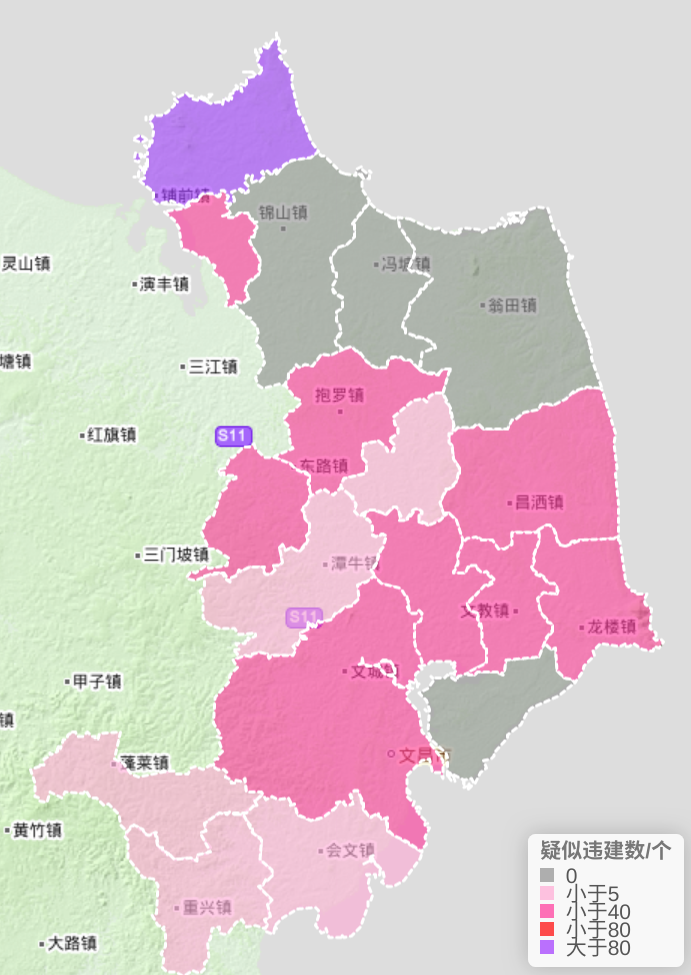 铺前镇
锦山镇
灵山镇
冯坡镇
演丰镇
翁田镇
塘镇
三江镇
抱罗镇
S11
红旗镇
东路镇
昌洒镇
三门坡镇
潭牛镇
S11
文教镇
龙楼镇
文城镇
甲子镇
镇
文昌市
蓬莱镇
黄竹镇
会文镇
重兴镇
大路镇
疑似违建数/个
0
小于5
小于40
小于80
大于80